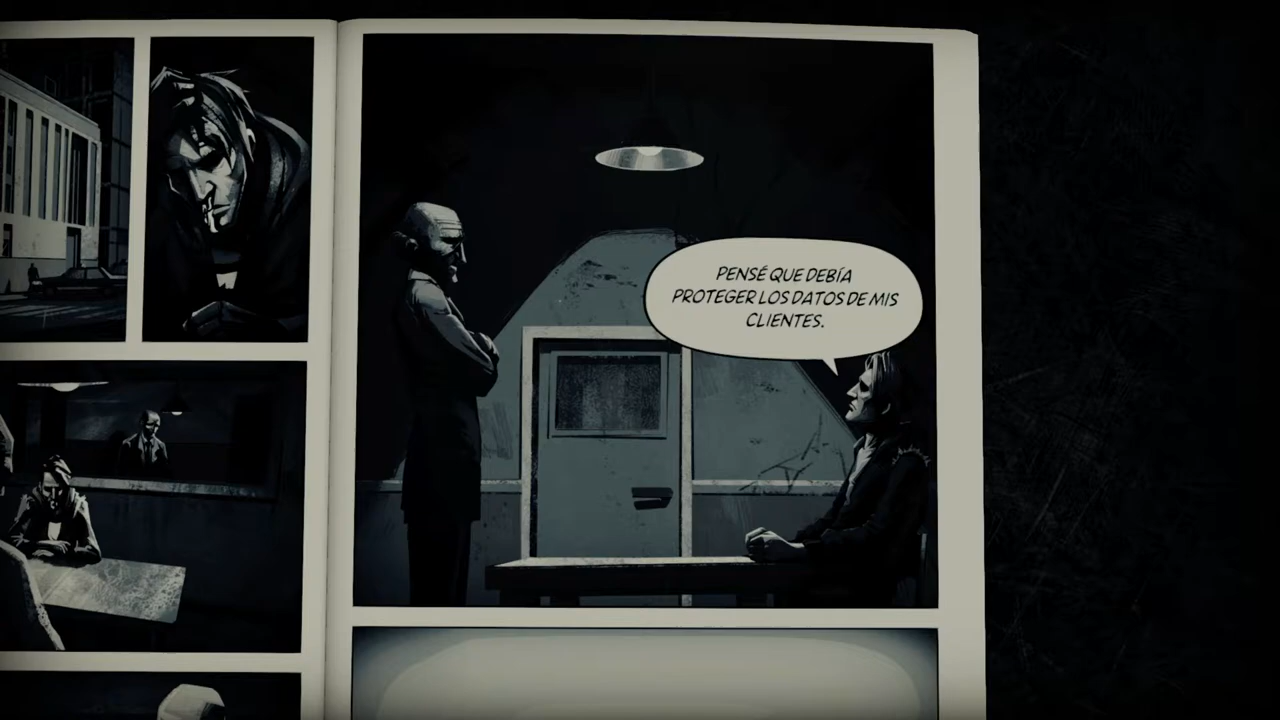 PENSÉ QUE DEBÍA
PROTEGER LOS DATOS DE MIS
CLIENTES.